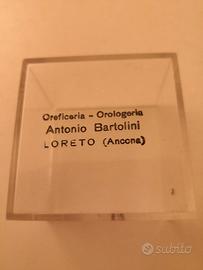 Oreficeria - Orologeria
Antonio Bartolini
LORETO (Ancona)
subito